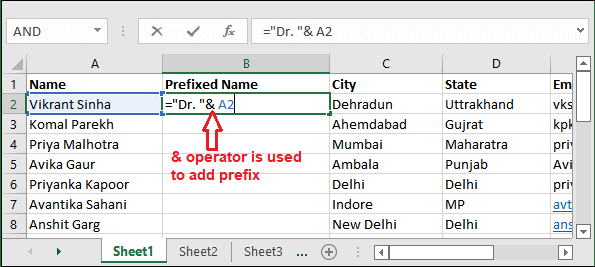 AND fx ="Dr. "& A2
A B C D
1 Name Prefixed Name City State Em
2 Vikrant Sinha ="Dr. "& A2 Dehradun Uttrakhand vks
3 Komal Parekh Ahemdabad Gujrat kpk
4 Priya Malhotra Mumbai Maharatra priy
5 Avika Gaur Ambala Punjab Avi
6 Priyanka Kapoor Delhi Delhi priy
7 Avantika Sahani Indore MP avt
8 Anshit Garg New Delhi Delhi ans
& operator is used
to add prefix
Sheet1 Sheet2 Sheet3 ...